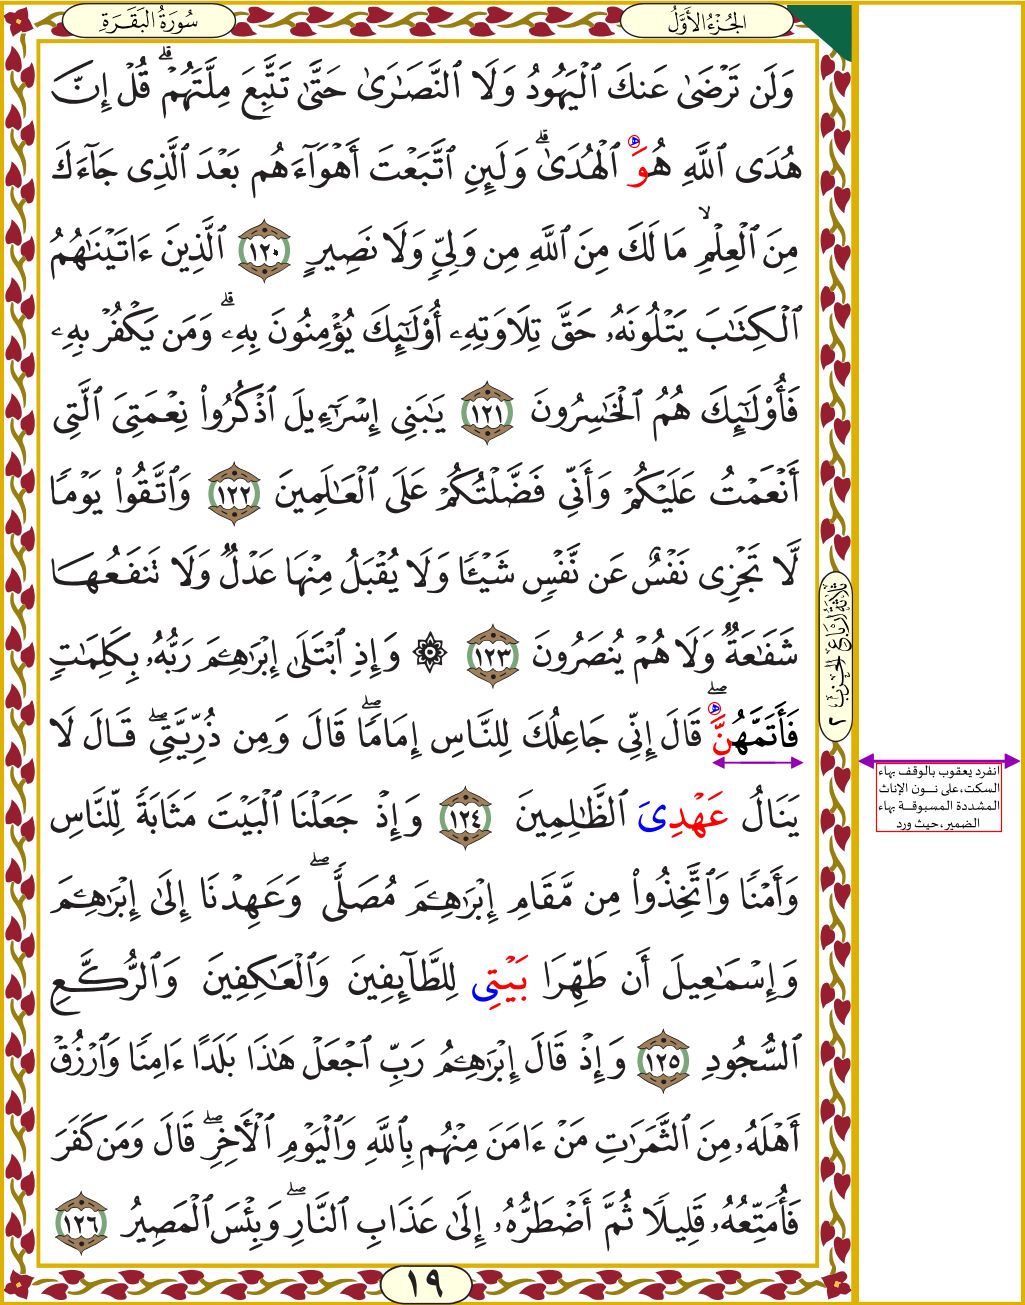 الجُزْءُ الأَوَّلُ
سُورَةُ البَقَرَةِ
وَلَن تَرْضَىٰ عَنكَ ٱلْيَهُودُ وَلَا ٱلنَّصَٰرَىٰ حَتَّىٰ تَتَّبِعَ مِلَّتَهُمْ ۗ قُلْ إِنَّ
هُدَى ٱللَّهِ هُوَ ٱلْهُدَىٰ ۗ وَلَئِنِ ٱتَّبَعْتَ أَهْوَآءَهُم بَعْدَ ٱلَّذِى جَآءَكَ
مِنَ ٱلْعِلْمِ ۙ مَا لَكَ مِنَ ٱللَّهِ مِن وَلِىٍّ وَلَا نَصِيرٍ ١٢٠ ٱلَّذِينَ ءَاتَيْنَٰهُمُ
ٱلْكِتَٰبَ يَتْلُونَهُۥ حَقَّ تِلَاوَتِهِۦ أُوْلَٰٓئِكَ يُؤْمِنُونَ بِهِۦ ۗ وَمَن يَكْفُرْ بِهِۦ
فَأُوْلَٰٓئِكَ هُمُ ٱلْخَٰسِرُونَ ١٢١ يَٰبَنِى إِسْرَٰٓءِيلَ ٱذْكُرُوا۟ نِعْمَتِىَ ٱلَّتِى
أَنْعَمْتُ عَلَيْكُمْ وَأَنِّى فَضَّلْتُكُمْ عَلَى ٱلْعَٰلَمِينَ ١٢٢ وَٱتَّقُوا۟ يَوْمًا
لَّا تَجْزِى نَفْسٌ عَن نَّفْسٍ شَيْـًٔا وَلَا يُقْبَلُ مِنْهَا عَدْلٌ وَلَا تَنفَعُهَا
شَفَٰعَةٌ وَلَا هُمْ يُنصَرُونَ ١٢٣ ۞ وَإِذِ ٱبْتَلَىٰ إِبْرَٰهِـۧمَ رَبُّهُۥ بِكَلِمَٰتٍ
فَأَتَمَّهُنَّ ۖ قَالَ إِنِّى جَاعِلُكَ لِلنَّاسِ إِمَامًا ۖ قَالَ وَمِن ذُرِّيَّتِى ۖ قَالَ لَا
يَنَالُ عَهْدِىَ ٱلظَّٰلِمِينَ ١٢٤ وَإِذْ جَعَلْنَا ٱلْبَيْتَ مَثَابَةً لِّلنَّاسِ
وَأَمْنًا وَٱتَّخِذُوا۟ مِن مَّقَامِ إِبْرَٰهِـۧمَ مُصَلًّى ۖ وَعَهِدْنَا إِلَىٰ إِبْرَٰهِـۧمَ
وَإِسْمَٰعِيلَ أَن طَهِّرَا بَيْتِى لِلطَّآئِفِينَ وَٱلْعَٰكِفِينَ وَٱلرُّكَّعِ
ٱلسُّجُودِ ١٢٥ وَإِذْ قَالَ إِبْرَٰهِـۧمُ رَبِّ ٱجْعَلْ هَٰذَا بَلَدًا ءَامِنًا وَٱرْزُقْ
أَهْلَهُۥ مِنَ ٱلثَّمَرَٰتِ مَنْ ءَامَنَ مِنْهُم بِٱللَّهِ وَٱلْيَوْمِ ٱلْأَخِرِ ۖ قَالَ وَمَن كَفَرَ
فَأُمَتِّعُهُۥ قَلِيلًا ثُمَّ أَضْطَرُّهُۥ إِلَىٰ عَذَابِ ٱلنَّارِ ۖ وَبِئْسَ ٱلْمَصِيرُ ١٢٦
ثَلَاثَةُ أَرْبَاعِ الحِزْبِ ٢
انفرد يعقوب بالوقف بهاء
السكت، على نون الإناث
المشددة المسبوقة بهاء
الضمير، حيث ورد
١٩